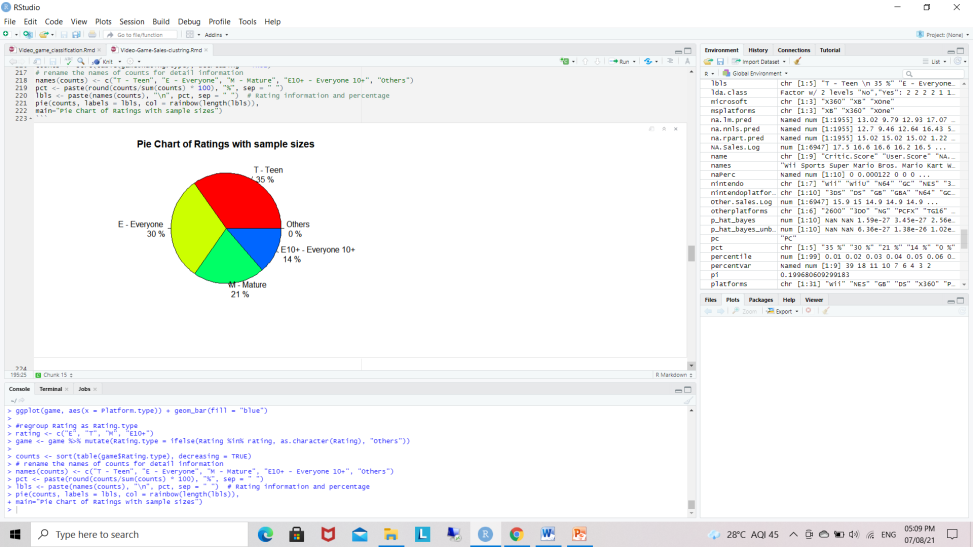 RStudio
File Edit Code View Plots Session Build Debug Profile Tools Help
Go to file/function Addins Project: (None)
Video_game_classification.Rmd Video-Game-Sales-clustring.Rmd
Knit Run
217 # rename the names of counts for detail information
218 names(counts) <- c("T - Teen", "E - Everyone", "M - Mature", "E10+ - Everyone 10+", "Others")
219 pct <- paste(round(counts/sum(counts) * 100), "%", sep = " ")
220 lbls <- paste(names(counts), "\n", pct, sep = " ") # Rating information and percentage
221 pie(counts, labels = lbls, col = rainbow(length(lbls)),
222 main="Pie chart of Ratings with sample sizes")
223 ```
Pie Chart of Ratings with sample sizes
T - Teen
35 %
E - Everyone
30 %
Others
0 %
E10+ - Everyone 10+
14 %
M - Mature
21 %
224
195:25 Chunk 15 R Markdown
Console Terminal Jobs
> ggplot(game, aes(x = Platform.type)) + geom_bar(fill = "blue")
>
> #regroup Rating as Rating.type
> rating <- c("E", "T", "M", "E10+")
> game <- game %>% mutate(Rating.type = ifelse(Rating %in% rating, as.character(Rating), "Others"))
>
> counts <- sort(table(game$Rating.type), decreasing = TRUE)
> # rename the names of counts for detail information
> names(counts) <- c("T - Teen", "E - Everyone", "M - Mature", "E10+ - Everyone 10+", "Others")
> pct <- paste(round(counts/sum(counts) * 100), "%", sep = " ")
> lbls <- paste(names(counts), "\n", pct, sep = " ") # Rating information and percentage
> pie(counts, labels = lbls, col = rainbow(length(lbls)),
+ main="Pie chart of Ratings with sample sizes")
>
Environment History Connections Tutorial
Import Dataset List
R Global Environment
lbls chr [1:5] "T - Teen \n 35 %" "E - Everyone…
lda.class Factor w/ 2 levels "No","Yes": 2 2 2 2 1 1…
microsoft chr [1:3] "X360" "XB" "XOne"
msplatforms chr [1:3] "XB" "X360" "XOne"
na.lm.pred Named num [1:1955] 13.02 9.79 12.93 17.07 …
na.nnls.pred num [1:1955] 12.7 9.46 12.64 16.43 5…
na.rpart.pred Named num [1:1955] 15.02 15.02 15.02 1.22 …
NA.Sales.Log num [1:6947] 17.5 16.6 16.6 16.2 16.5 ...
name chr [1:9] "Critic.Score" "User.Score" "NA.…
names "Wii Sports Super Mario Bros. Mario Kart W…
naPerc Named num [1:10] 0 0.000122 0 0 0 ...
nintendo chr [1:7] "Wii" "WiiU" "N64" "GC" "NES" "3…
nintendoplatfor… chr [1:10] "3DS" "DS" "GB" "GBA" "N64" "GC…
Other.Sales.Log num [1:6947] 15.9 15 14.9 14.9 14.9 ...
otherplatforms chr [1:6] "2600" "3DO" "NG" "PCFX" "TG16" …
p_hat_bayes num [1:10] NaN NaN 1.59e-27 3.45e-27 2.56e…
p_hat_bayes_unb… num [1:10] NaN NaN 6.36e-27 1.38e-26 1.02e…
pc "PC"
pct chr [1:5] "35 %" "30 %" "21 %" "14 %" "0 %"
percentile num [1:99] 0.01 0.02 0.03 0.04 0.05 0.06 0…
percentvar Named num [1:9] 39 18 11 10 7 6 4 3 2
pi 0.199680609299183
platforms chr [1:31] "Wii" "NES" "GB" "DS" "X360" "P…
Files Plots Packages Help Viewer
Zoom Export
Type here to search
28°C AQI 45 ENG 05:09 PM
07/08/21